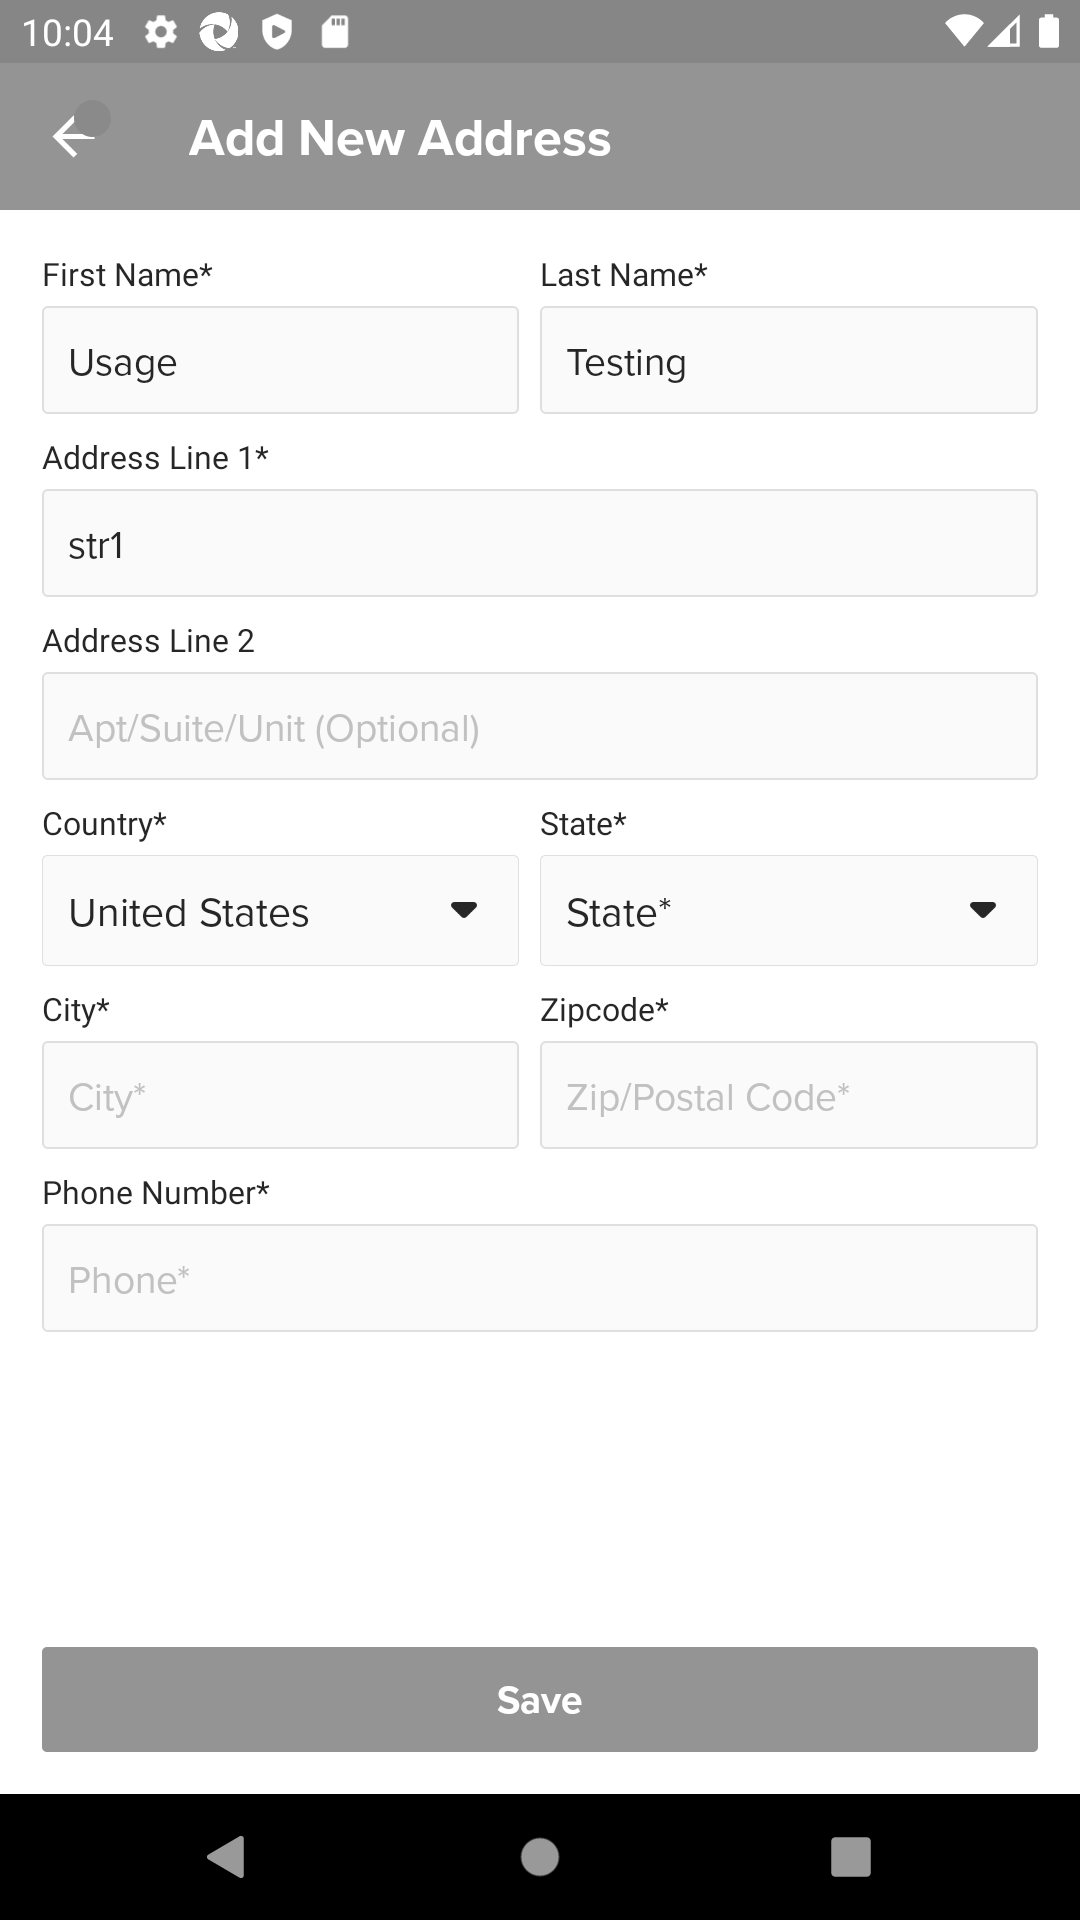 10:04
Add New Address
First Name* Last Name*
Usage Testing
Address Line 1*
str1
Address Line 2
Apt/Suite/Unit (Optional)
Country* State*
United States State*
City* Zipcode*
City* Zip/Postal Code*
Phone Number*
Phone*
Save